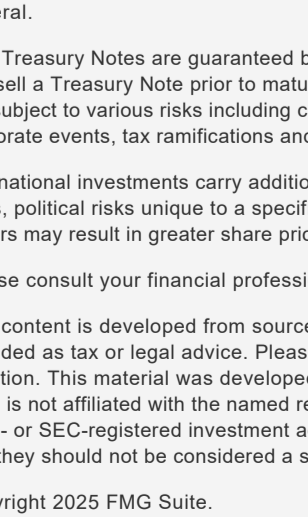 eral.
Treasury Notes are guaranteed b
sell a Treasury Note prior to matu
subject to various risks including c
orate events, tax ramifications and
national investments carry additio
, political risks unique to a specif
rs may result in greater share pric
se consult your financial professi
content is developed from source
ded as tax or legal advice. Pleas
tion. This material was developed
is not affiliated with the named re
- or SEC-registered investment a
they should not be considered a s
yright 2025 FMG Suite.